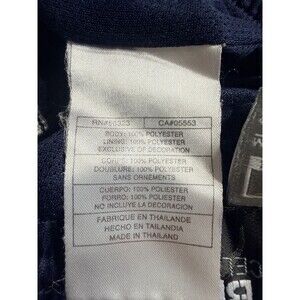 RN#56323 CA#05553
BODY: 100% POLYESTER
LINING: 100% POLYESTER
EXCLUSIVE OF DECORATION
CORPS: 100% POLYESTER
DOUBLURE: 100% POLYESTER
SANS ORNEMENTS
CUERPO: 100% POLIESTER
FORRO: 100% POLIESTER
NO INCLUYE LA DECORACION
FABRIQUE EN THAILANDE
HECHO EN TAILANDIA
MADE IN THAILAND